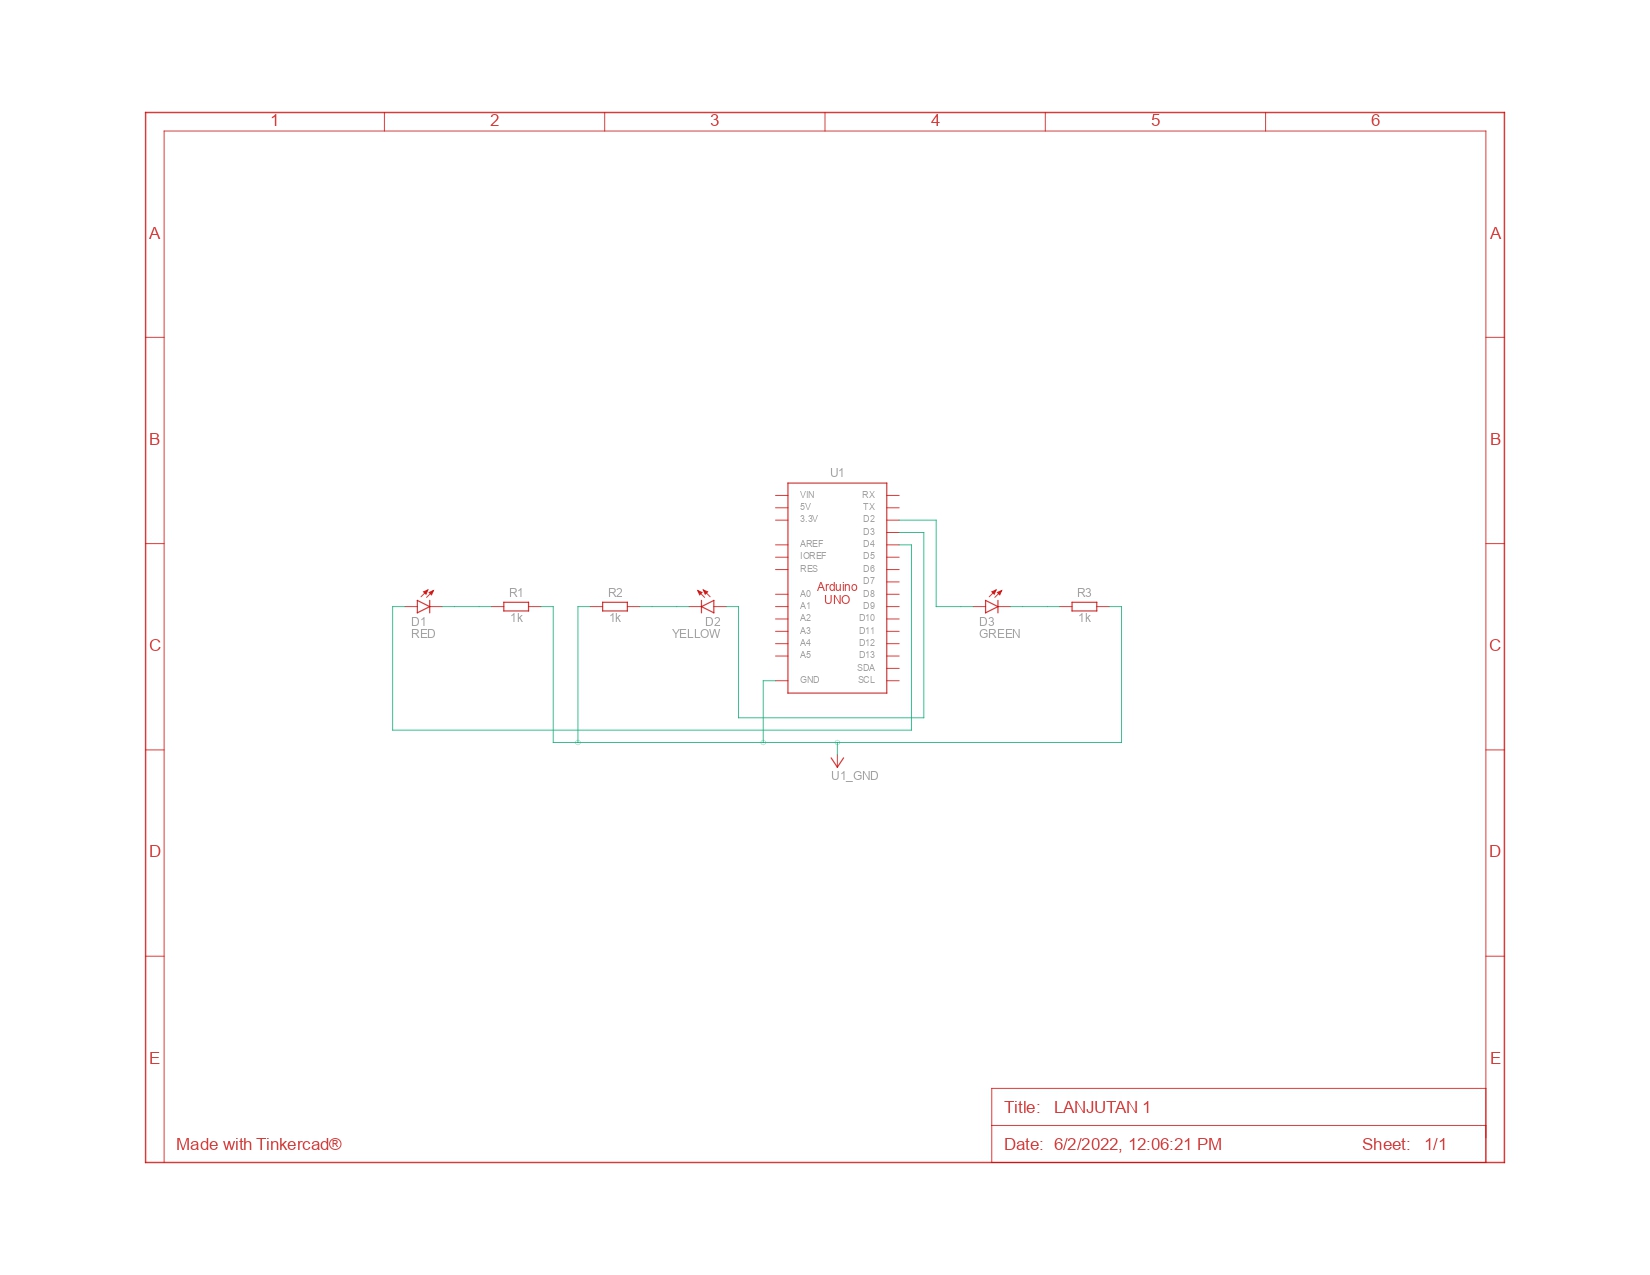 1 2 3 4 5 6
A A
B B
C C
D D
E E
U1
VIN RX
5V TX
3.3V D2
D3
AREF D4
IOREF D5
RES D6
D7
Arduino
UNO
A0 D8
A1 D9
A2 D10
A3 D11
A4 D12
A5 D13
SDA
GND SCL
R1
1k
D1
RED
R2
1k
D2
YELLOW
D3
GREEN
R3
1k
U1_GND
Title: LANJUTAN 1
Made with Tinkercad®
Date: 6/2/2022, 12:06:21 PM Sheet: 1/1